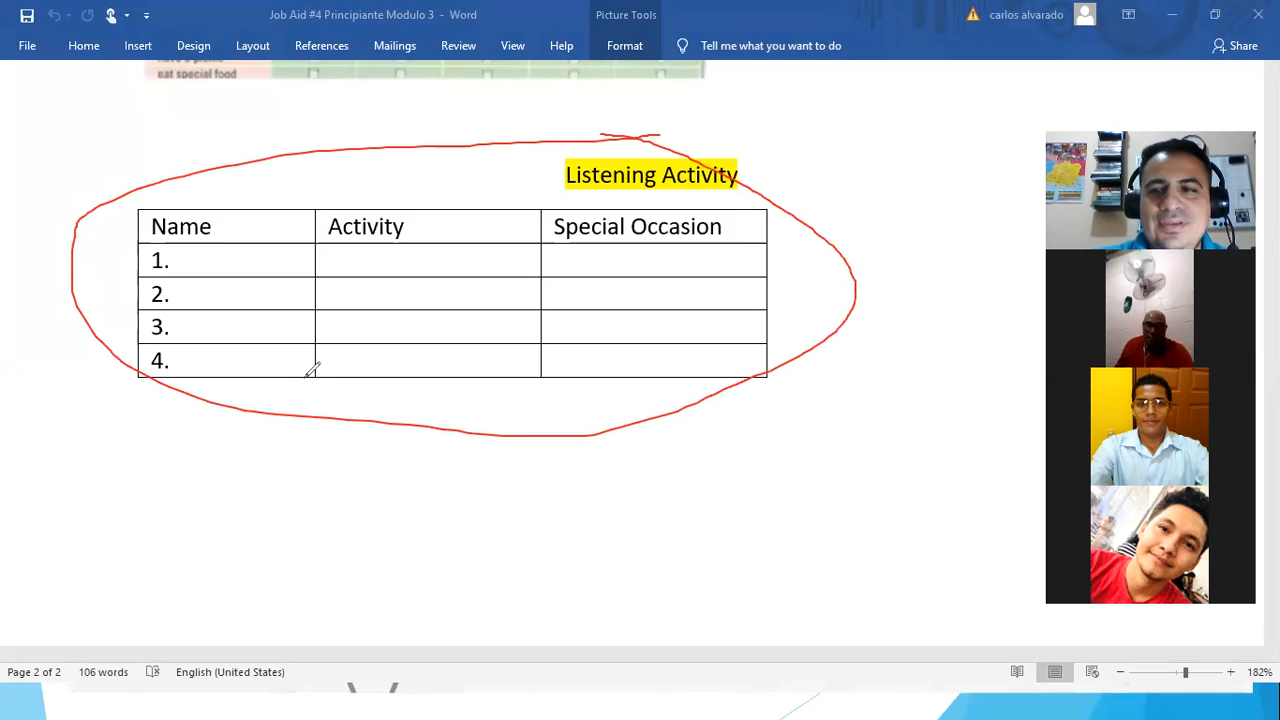 Job Aid #4 Principiante Modulo 3 - Word
Picture Tools
carlos alvarado
File Home Insert Design Layout References Mailings Review View Help Format Tell me what you want to do Share
eat special food
Listening Activity
Name Activity Special Occasion
1.
2.
3.
4.
Page 2 of 2 106 words English (United States) 182%